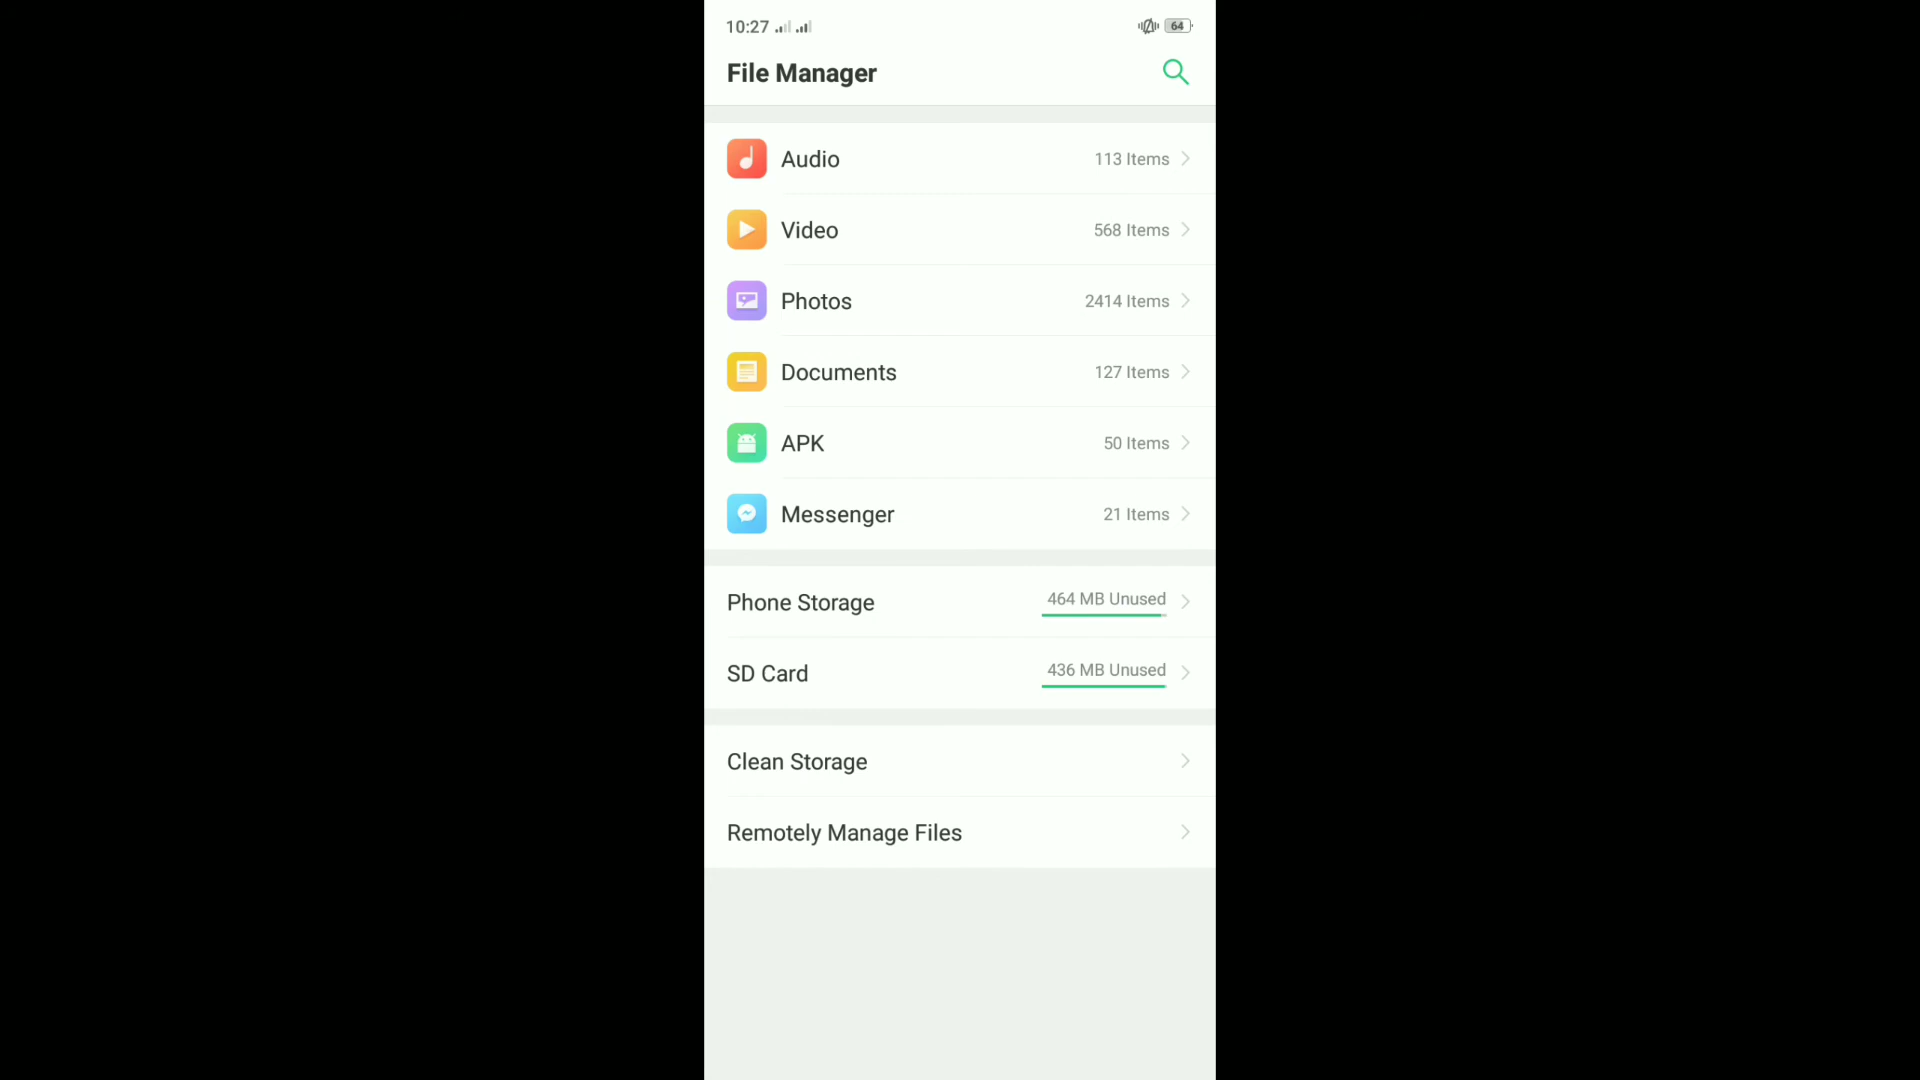 10:27 64
File Manager
Audio 113 Items
Video 568 Items
Photos 2414 Items
Documents 127 Items
APK 50 Items
Messenger 21 Items
Phone Storage 464 MB Unused
SD Card 436 MB Unused
Clean Storage
Remotely Manage Files